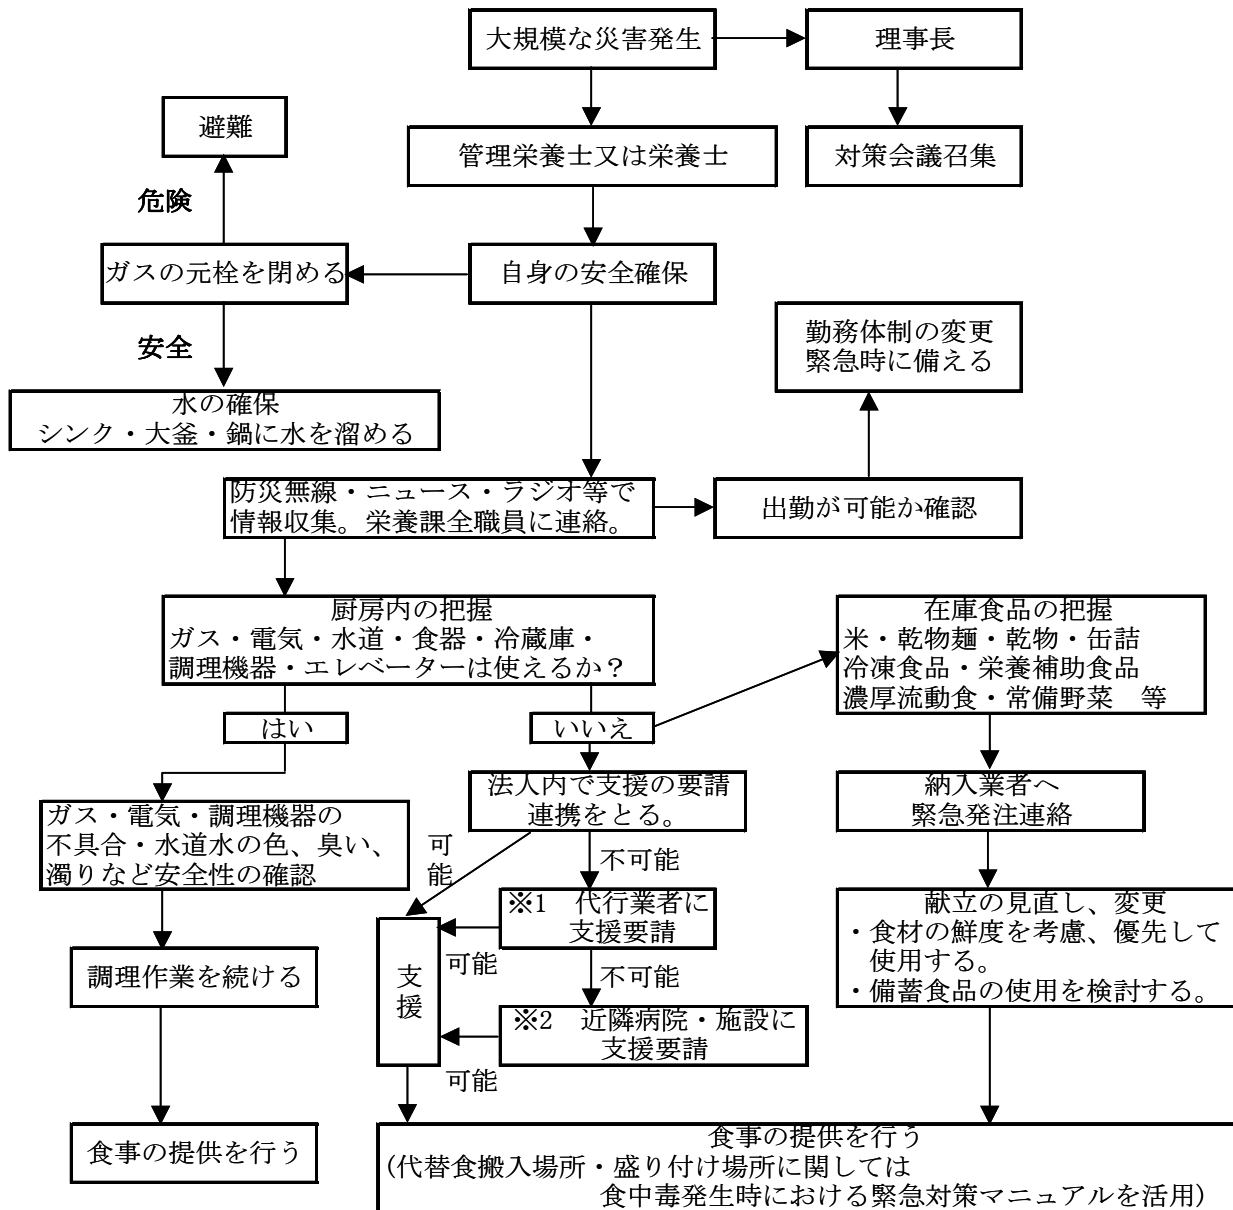 大規模な災害発生
理事長
避難
管理栄養士又は栄養士
対策会議召集
危険
ガスの元栓を閉める
自身の安全確保
安全
勤務体制の変更
緊急時に備える
水の確保
シンク・大釜・鍋に水を溜める
防災無線・ニュース・ラジオ等で
情報収集。栄養課全職員に連絡。
出勤が可能か確認
厨房内の把握
ガス・電気・水道・食器・冷蔵庫・
調理機器・エレベーターは使えるか?
在庫食品の把握
米・乾物麺・乾物・缶詰
冷凍食品・栄養補助食品
濃厚流動食・常備野菜 等
はい
いいえ
法人内で支援の要請
連携をとる。
納入業者へ
緊急発注連絡
ガス・電気・調理機器の
不具合・水道水の色、臭い、
濁りなど安全性の確認
可能
不可能
※1 代行業者に
支援要請
献立の見直し、変更
・食材の鮮度を考慮、優先して
使用する。
・備蓄食品の使用を検討する。
調理作業を続ける
支援
可能
不可能
※2 近隣病院・施設に
支援要請
可能
食事の提供を行う
食事の提供を行う
(代替食搬入場所・盛り付け場所に関しては
食中毒発生時における緊急対策マニュアルを活用)